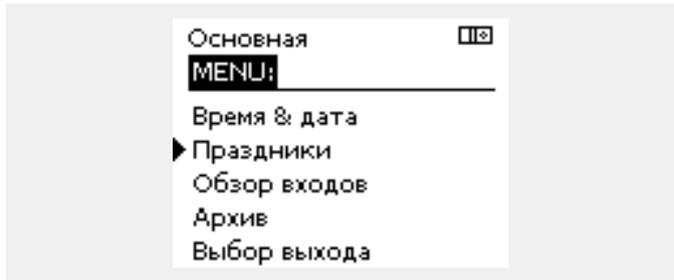 Основная
MENU:
Время & дата
Праздники
Обзор входов
Архив
Выбор выхода